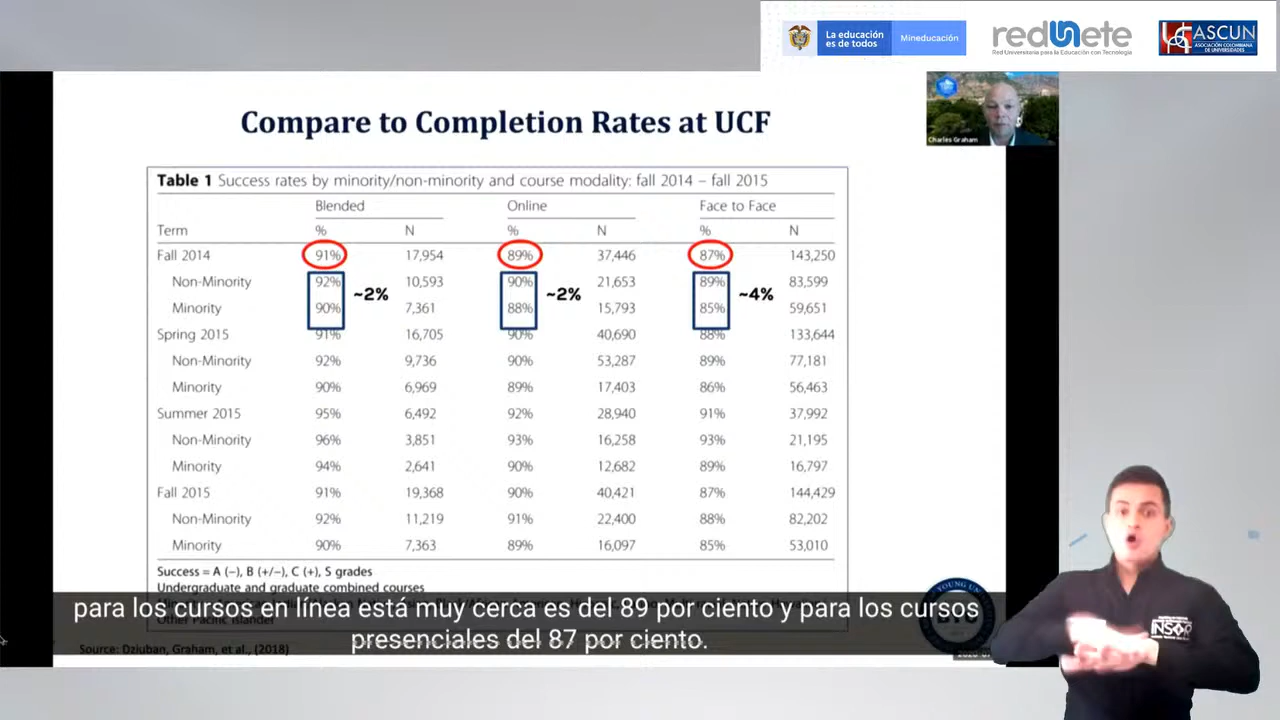 La educación
es de todos
Mineducación
redUnete
Red Universitaria para la Educación con Tecnología
ASCUN
ASOCIACIÓN COLOMBIANA
DE UNIVERSIDADES
Charles Graham
Compare to Completion Rates at UCF
Table 1 Success rates by minority/non-minority and course modality: fall 2014 – fall 2015
Blended Online Face to Face
Term % N % N % N
Fall 2014 91% 17,954 89% 37,446 87% 143,250
Non-Minority 92% 10,593 90% 21,653 89% 83,599
~2% ~2% ~4%
Minority 90% 7,361 88% 15,793 85% 59,651
Spring 2015 91% 16,705 90% 40,690 88% 133,644
Non-Minority 92% 9,736 90% 53,287 89% 77,181
Minority 90% 6,969 89% 17,403 86% 56,463
Summer 2015 95% 6,492 92% 28,940 91% 37,992
Non-Minority 96% 3,851 93% 16,258 93% 21,195
Minority 94% 2,641 90% 12,682 89% 16,797
Fall 2015 91% 19,368 90% 40,421 87% 144,429
Non-Minority 92% 11,219 91% 22,400 88% 82,202
Minority 90% 7,363 89% 16,097 85% 53,010
Success = A (–), B (+/–), C (+), S grades
Undergraduate and graduate combined courses
Other Pacific Islander
para los cursos en línea está muy cerca es del 89 por ciento y para los cursos
presenciales del 87 por ciento.
Source: Dziuban, Graham, et al., (2018)
INSOR